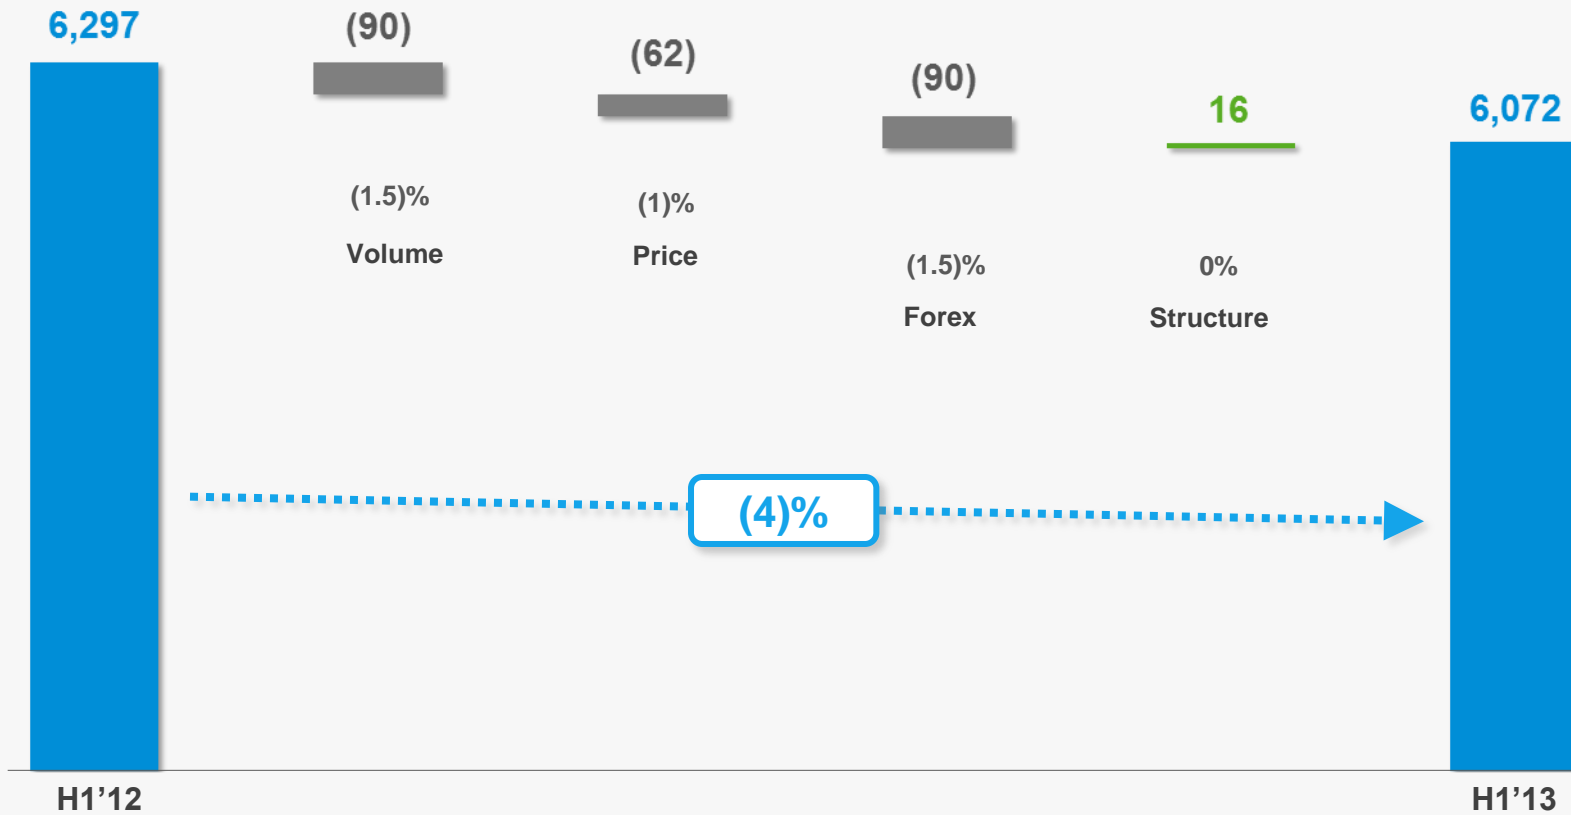 6,297
(90)
(62)
(90)
16
6,072
(1.5)%
Volume
(1)%
Price
(1.5)%
Forex
0%
Structure
(4)%
H1’12
H1’13